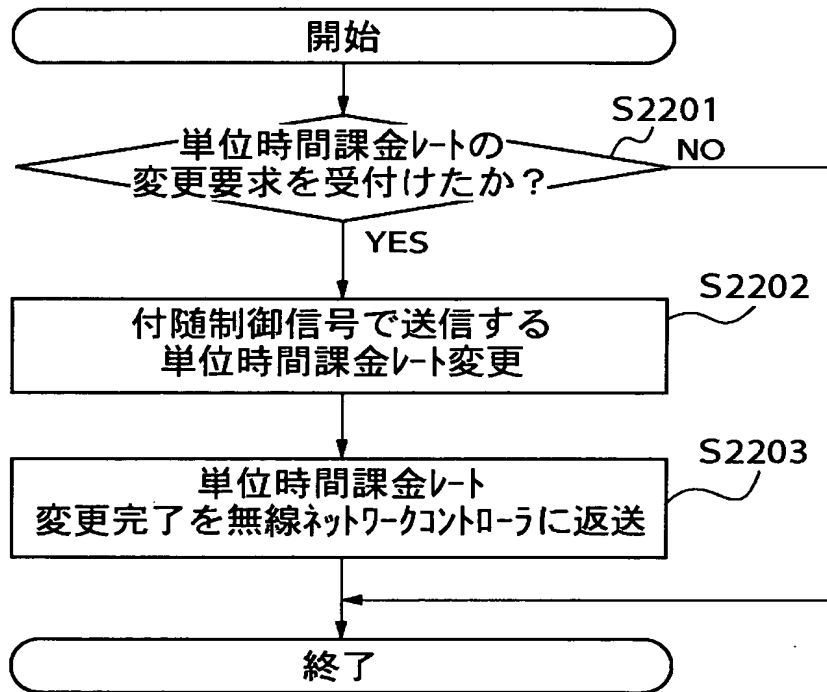 開始
S2201
単位時間課金ﾚｰﾄの
変更要求を受付けたか？
NO
YES
S2202
付随制御信号で送信する
単位時間課金ﾚｰﾄ変更
S2203
単位時間課金ﾚｰﾄ
変更完了を無線ﾈｯﾄﾜｰｸｺﾝﾄﾛｰﾗに返送
終了